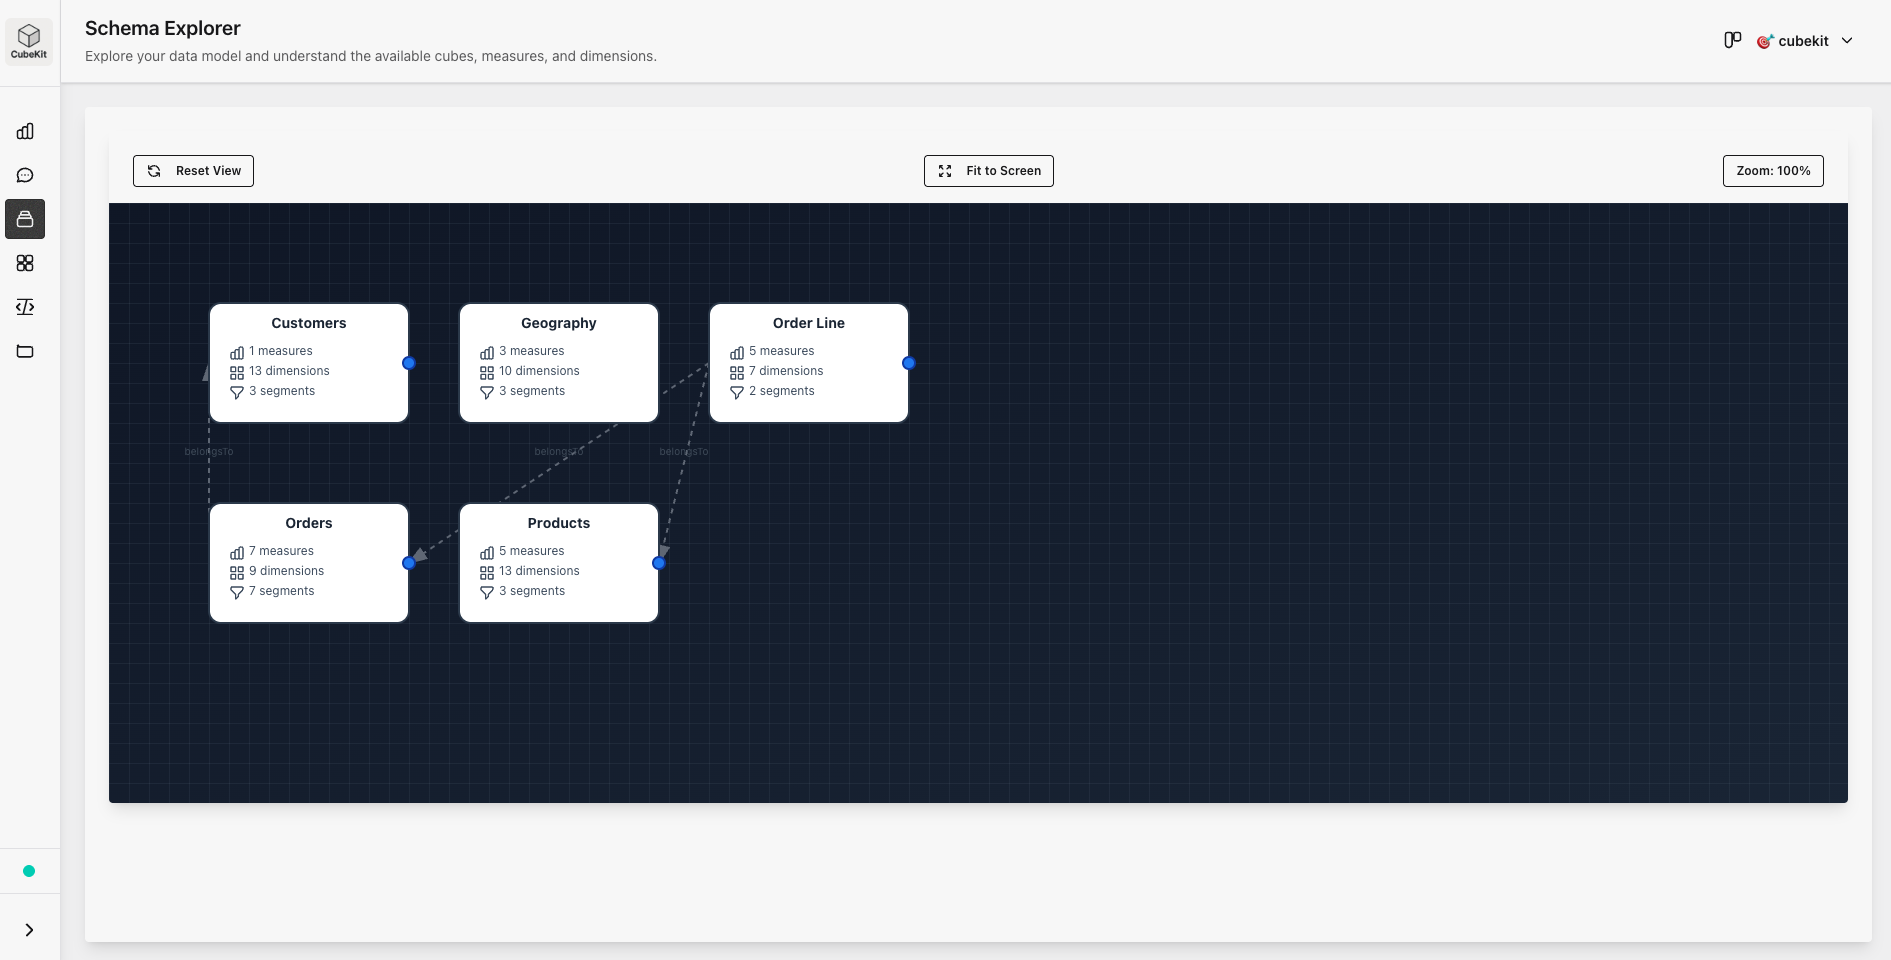 CubeKit
Schema Explorer
Explore your data model and understand the available cubes, measures, and dimensions.
cubekit
Reset View
Fit to Screen
Zoom: 100%
Customers
1 measures
13 dimensions
3 segments
Geography
3 measures
10 dimensions
3 segments
Order Line
5 measures
7 dimensions
2 segments
belongsTo
belongsTo
belongsTo
Orders
7 measures
9 dimensions
7 segments
Products
5 measures
13 dimensions
3 segments